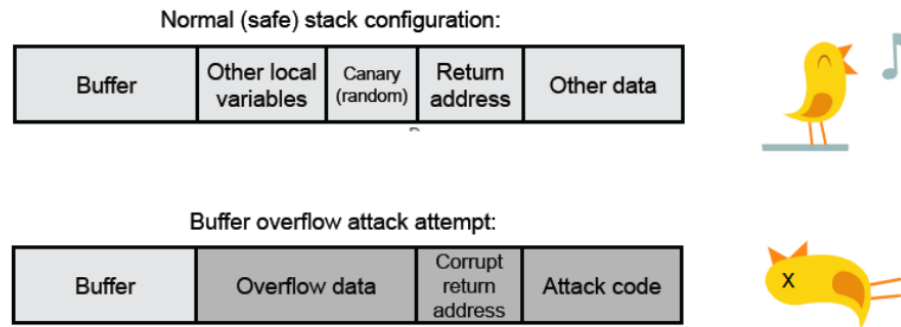 Normal (safe) stack configuration:
Buffer
Other local
variables
Canary
(random)
Return
address
Other data
Buffer overflow attack attempt:
Buffer
Overflow data
Corrupt
return
address
Attack code
X